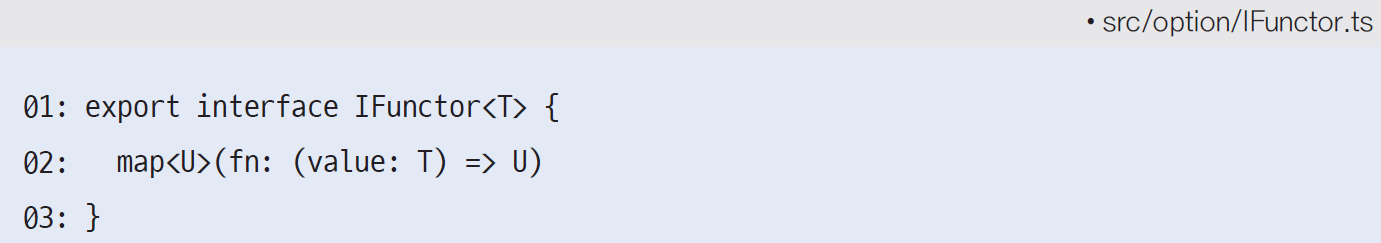 • src/option/IFunctor.ts
01: export interface IFunctor<T> {
02:   map<U>(fn: (value: T) => U)
03: }